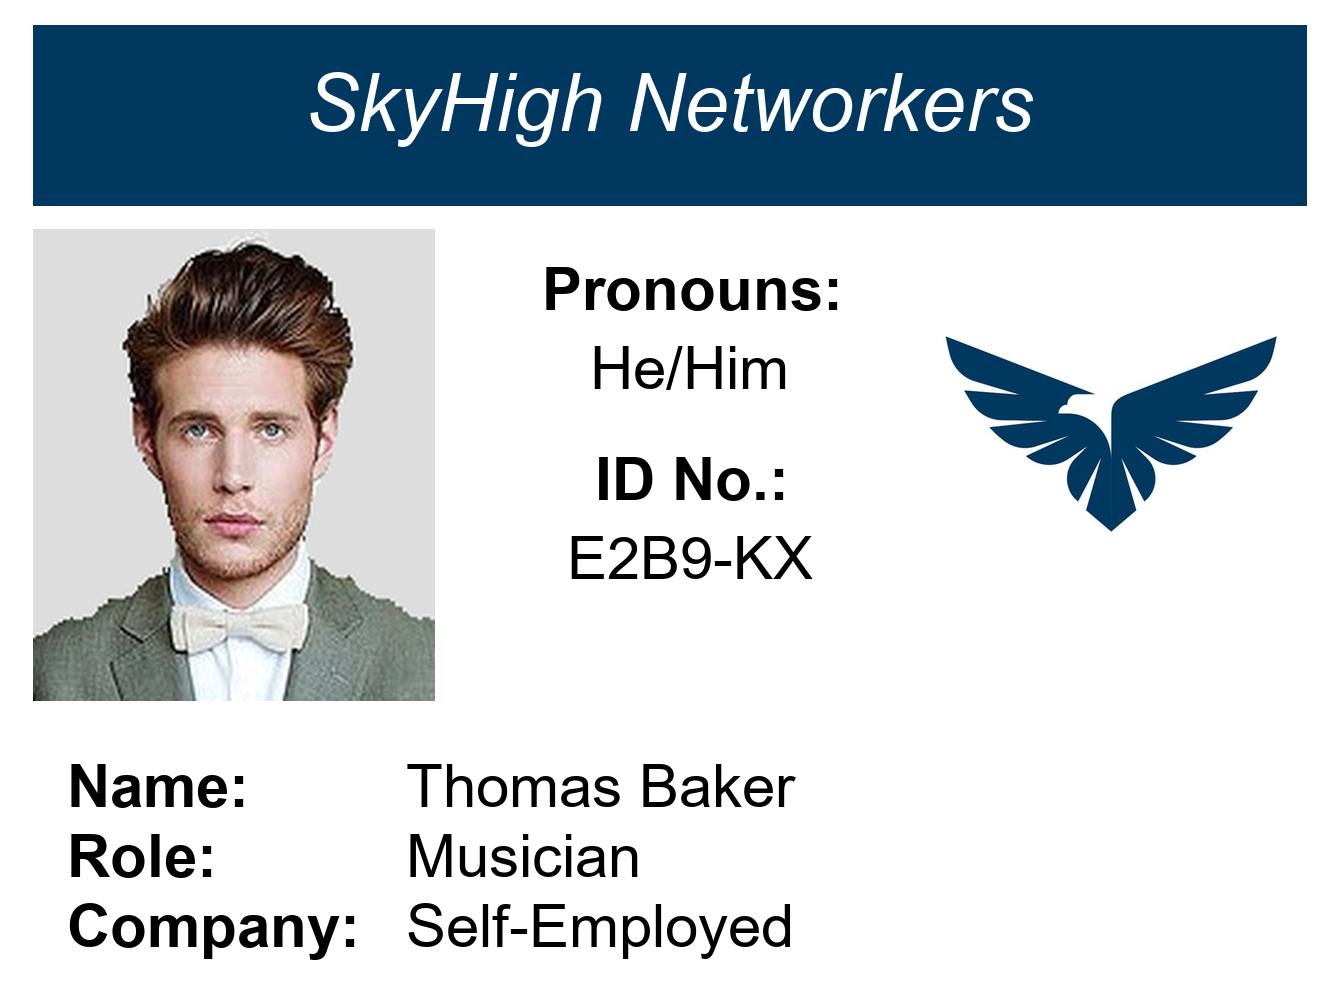 SkyHigh Networkers
Pronouns:
He/Him
ID No.:
E2B9-KX
Name: Thomas Baker
Role: Musician
Company: Self-Employed